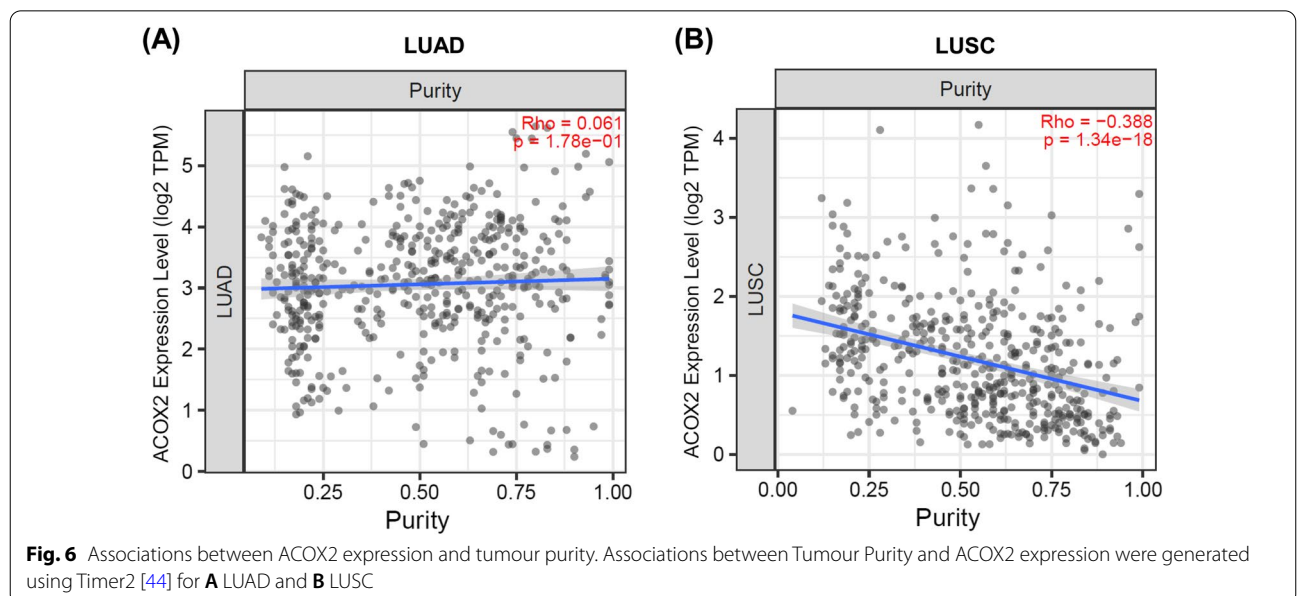 (A)
LUAD
Purity
Rho = 0.061
p = 1.78e−01
ACOX2 Expression Level (log2 TPM)
LUAD
5
4
3
2
1
0
0.25 0.50 0.75 1.00
Purity
(B)
LUSC
Purity
Rho = −0.388
p = 1.34e−18
ACOX2 Expression Level (log2 TPM)
LUSC
4
3
2
1
0
0.00 0.25 0.50 0.75 1.00
Purity
Fig. 6 Associations between ACOX2 expression and tumour purity. Associations between Tumour Purity and ACOX2 expression were generated
using Timer2 [44] for A LUAD and B LUSC